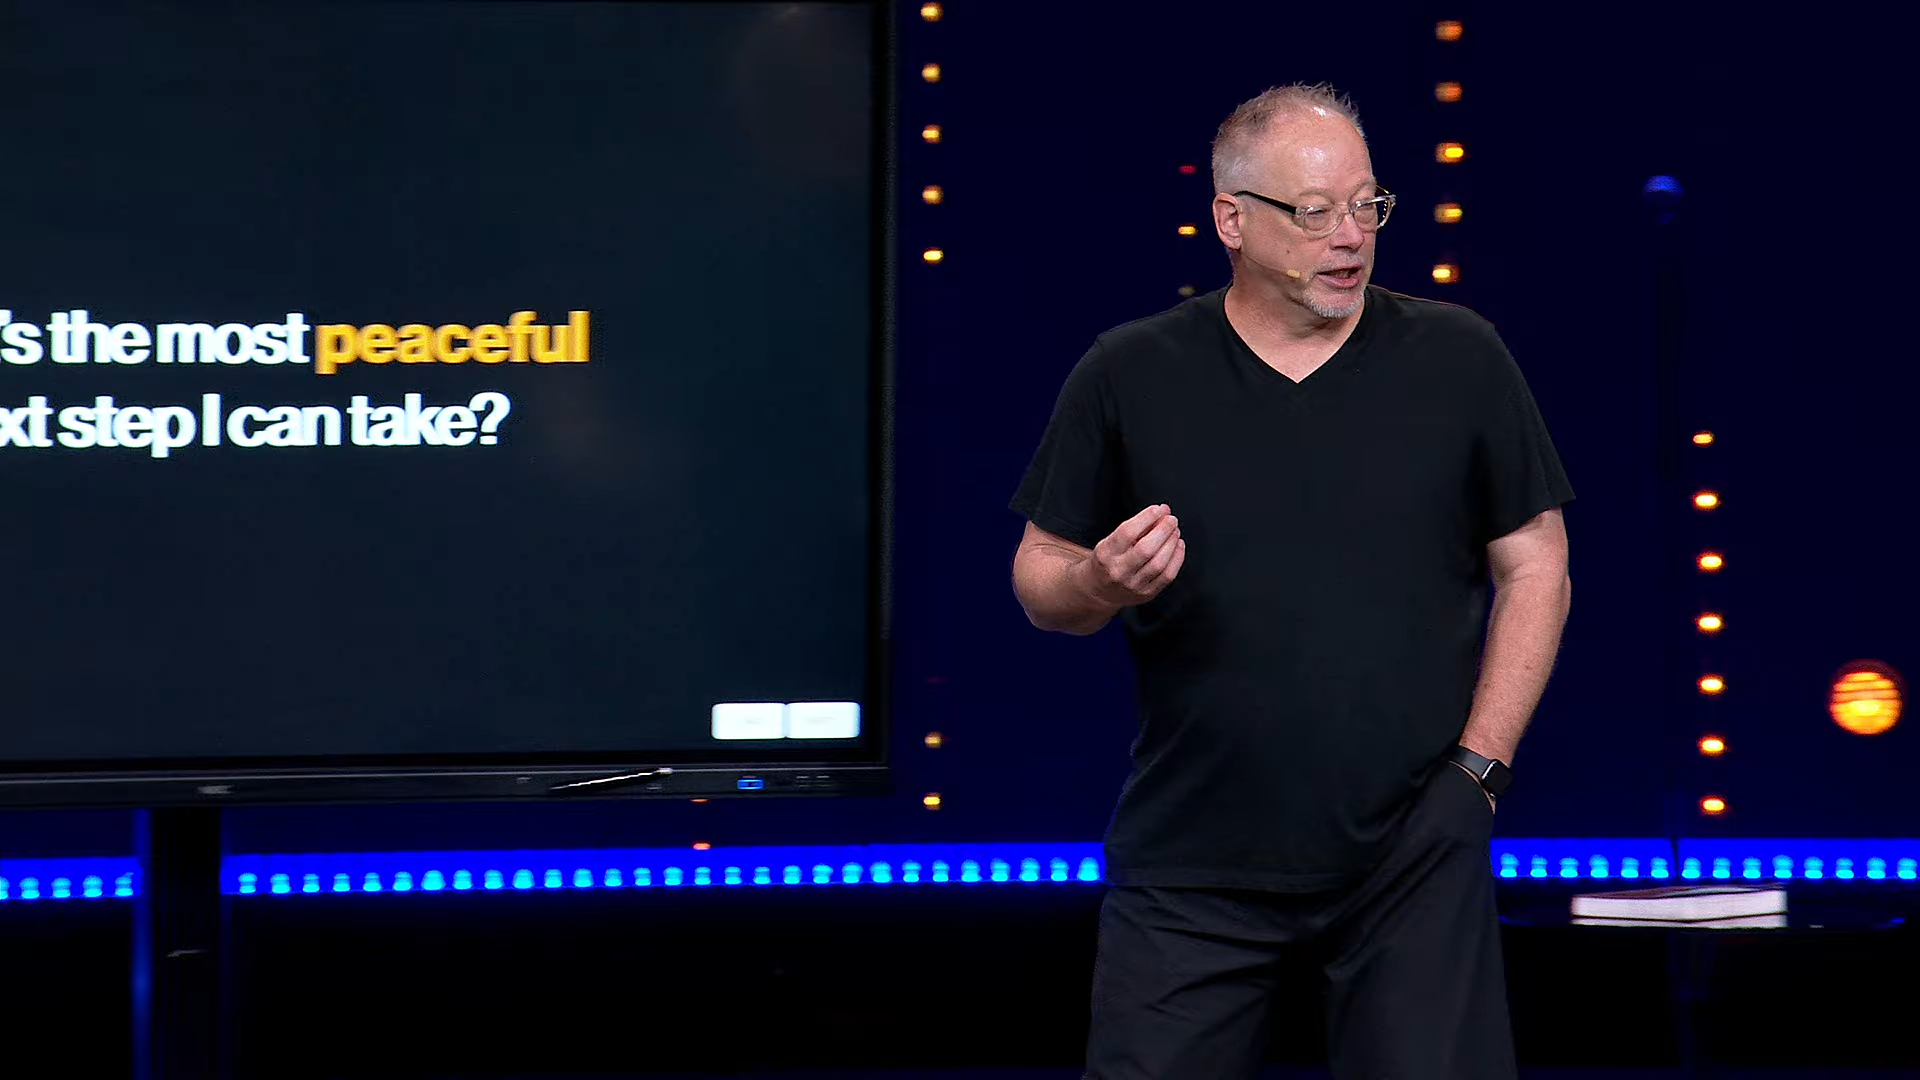 's the most peaceful
xt step I can take?